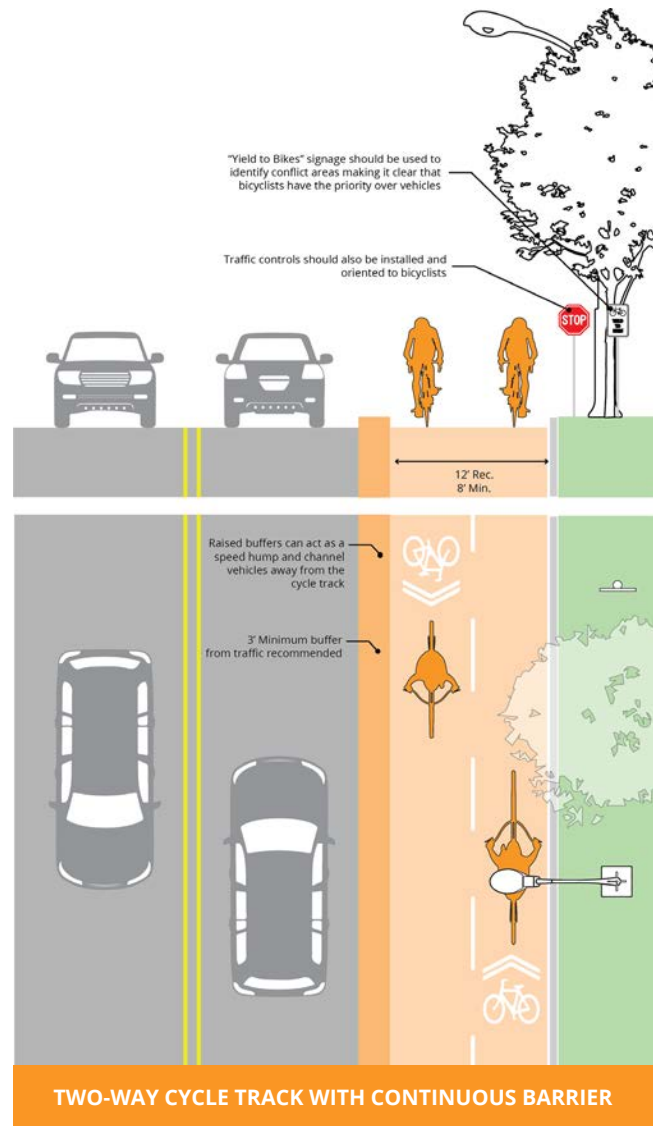 "Yield to Bikes" signage should be used to
identify conflict areas making it clear that
bicyclists have the priority over vehicles
Traffic controls should also be installed and
oriented to bicyclists
STOP
12' Rec.
8' Min.
Raised buffers can act as a
speed hump and channel
vehicles away from the
cycle track
3' Minimum buffer
from traffic recommended
TWO-WAY CYCLE TRACK WITH CONTINUOUS BARRIER